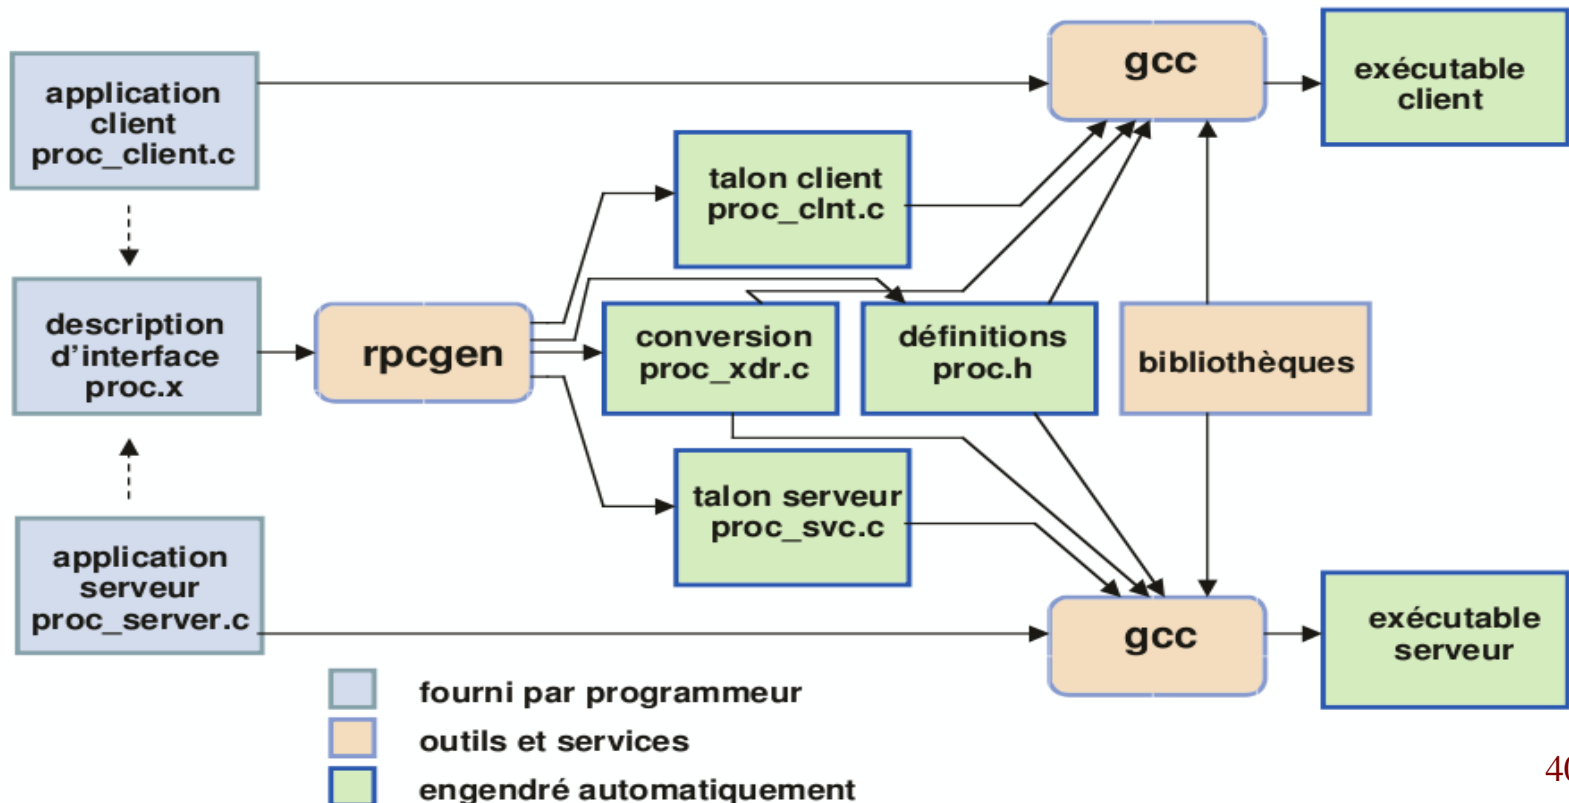 application
client
proc_client.c
gcc
exécutable
client
talon client
proc_clnt.c
description
d'interface
proc.x
rpcgen
conversion
proc_xdr.c
définitions
proc.h
bibliothèques
talon serveur
proc_svc.c
application
serveur
proc_server.c
gcc
exécutable
serveur
fourni par programmeur
outils et services
engendré automatiquement
40